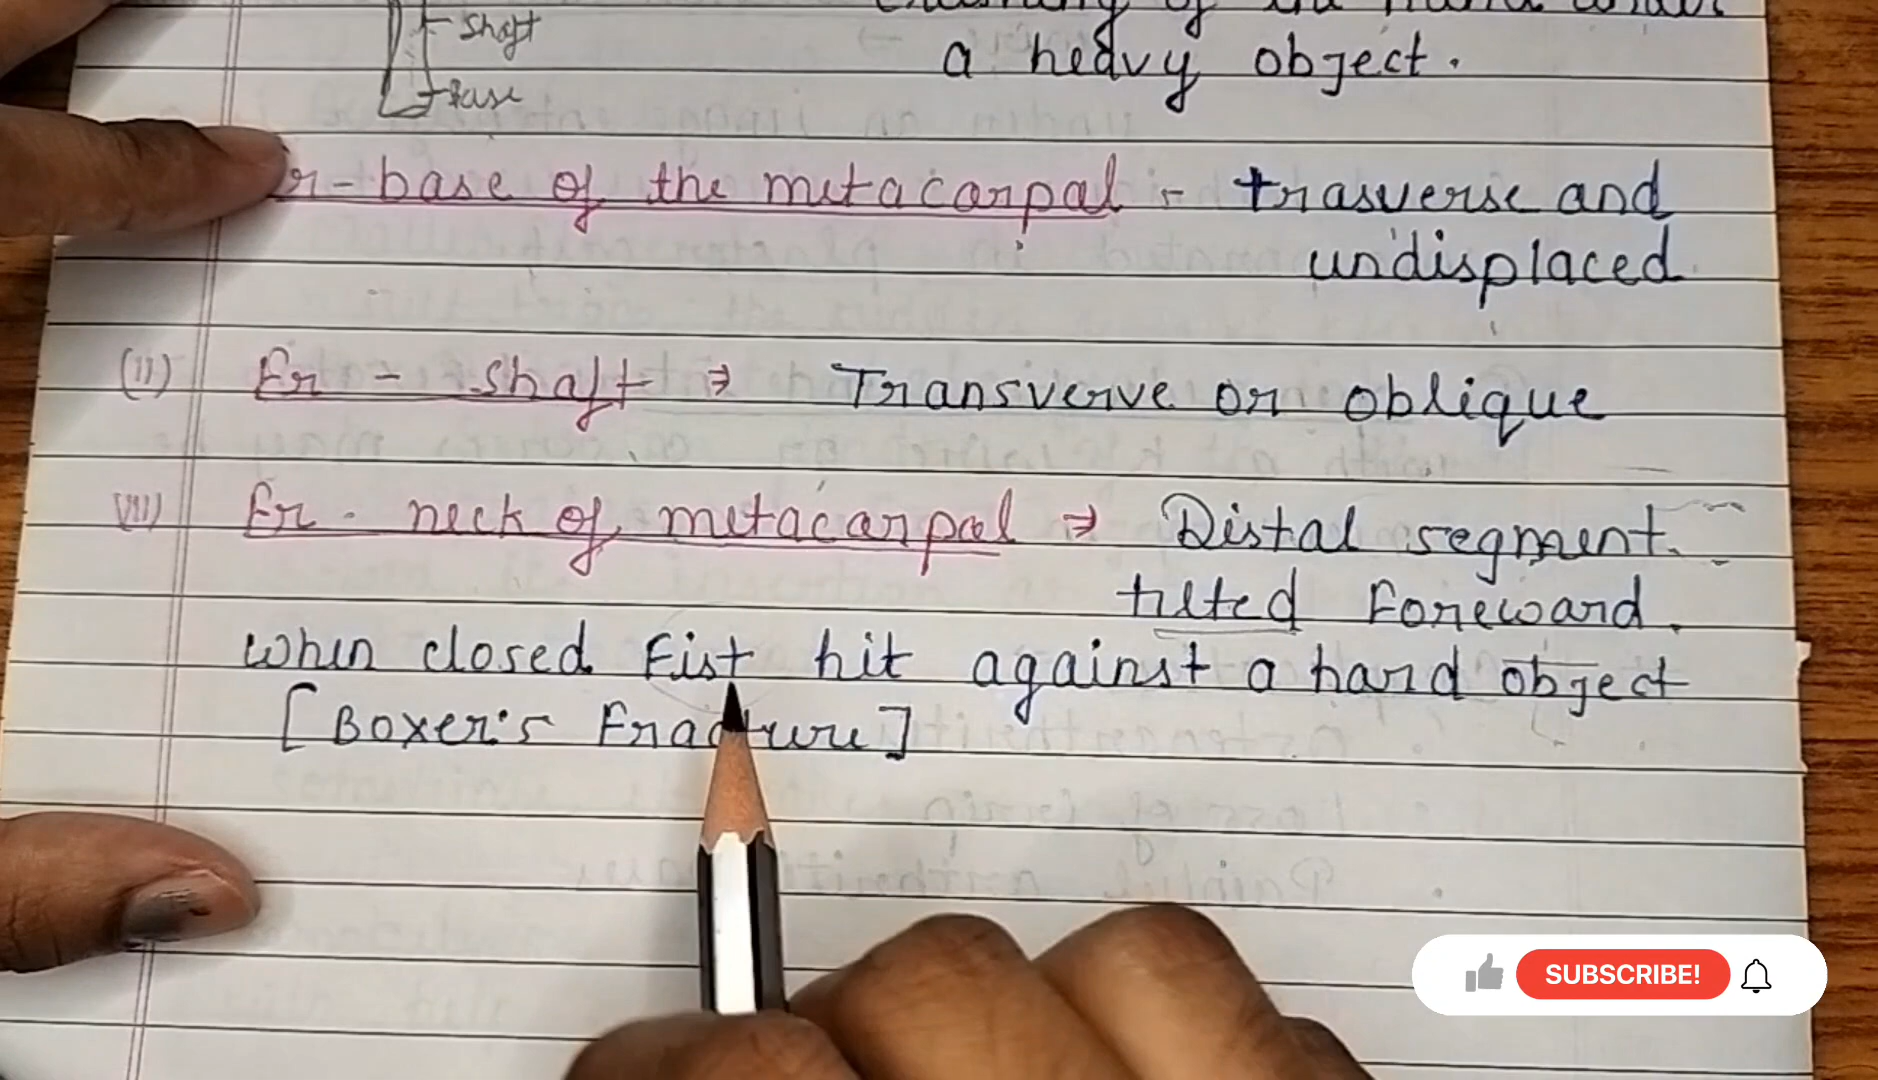 Shaft
Base
a heavy object.
r-base of the metacarpal - trasverse and
undisplaced
(ii) Fr - Shaft ⇒ Transverve or oblique
(iii) Fr. neck of metacarpal ⇒ Distal segment.
tilted Foreward.
When closed Fist hit against a hard object
[Boxer's Fracture]
SUBSCRIBE!